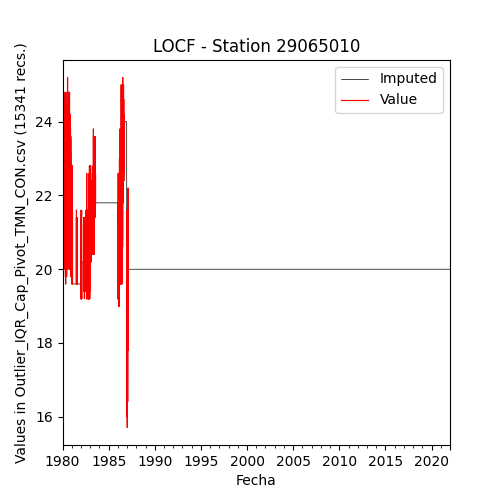 LOCF - Station 29065010
Imputed
Value
Values in Outlier_IQR_Cap_Pivot_TMN_CON.csv (15341 recs.)
24
22
20
18
16
1980 1985 1990 1995 2000 2005 2010 2015 2020
Fecha